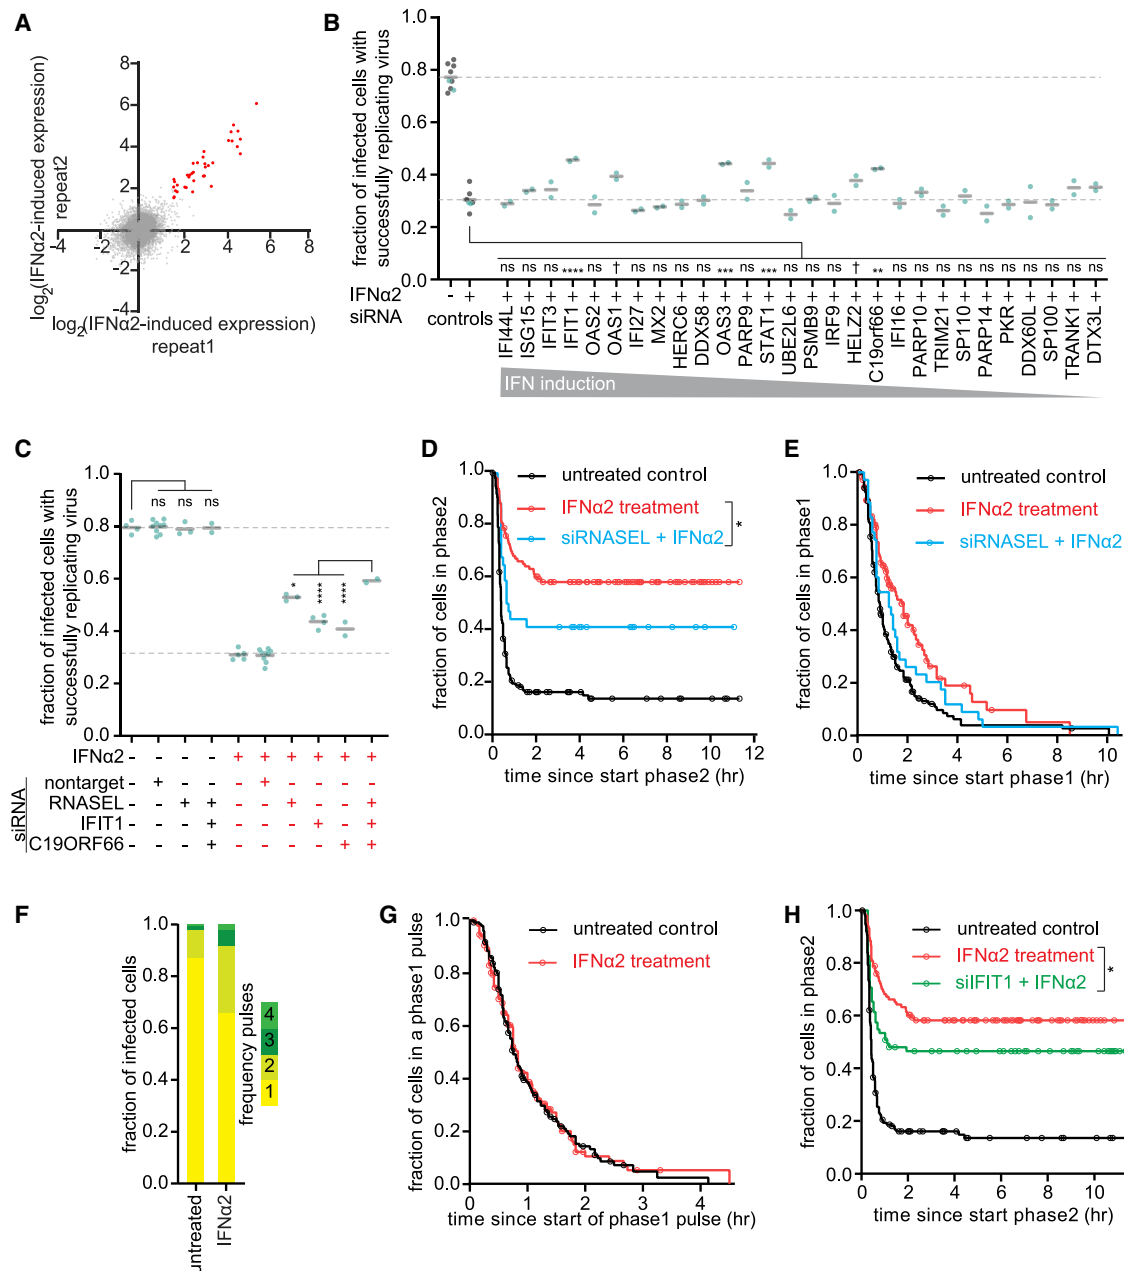 A
log2(IFNα2-induced expression)
repeat2
8
6
4
2
-4
-2
2
4
6
8
-2
-4
log2(IFNα2-induced expression)
repeat1
B
fraction of infected cells with
successfully replicating virus
1.0
0.8
0.6
0.4
0.2
0.0
ns ns ns **** ns † ns ns ns ns *** ns *** ns ns ns † ** ns ns ns ns ns ns ns ns ns ns
IFNα2 - + + + + + + + + + + + + + + + + + + + + + + + + + + + + +
siRNA controls IFI44L ISG15 IFIT3 IFIT1 OAS2 OAS1 IFI27 MX2 HERC6 DDX58 OAS3 PARP9 STAT1 UBE2L6 PSMB9 IRF9 HELZ2 C19orf66 IFI16 PARP10 TRIM21 SP110 PARP14 PKR DDX60L SP100 TRANK1 DTX3L
IFN induction
C
fraction of infected cells with
successfully replicating virus
1.0
0.8
0.6
0.4
0.2
0.0
ns ns ns
* **** ****
IFNα2 - - - - + + + + + +
siRNA
nontarget - + - - - + - - - -
RNASEL - - + + - - + - - +
IFIT1 - - - + - - - + - +
C19ORF66 - - - + - - - - + +
D
fraction of cells in phase2
1.0
0.8
0.6
0.4
0.2
0.0
untreated control
IFNα2 treatment
siRNASEL + IFNα2
*
0 2 4 6 8 10 12
time since start phase2 (hr)
E
fraction of cells in phase1
1.0
0.8
0.6
0.4
0.2
0.0
untreated control
IFNα2 treatment
siRNASEL + IFNα2
0 2 4 6 8 10
time since start phase1 (hr)
F
fraction of infected cells
1.0
0.8
0.6
0.4
0.2
0.0
untreated
IFNα2
frequency pulses
4
3
2
1
G
fraction of cells in a phase1 pulse
1.0
0.8
0.6
0.4
0.2
0.0
untreated control
IFNα2 treatment
0 1 2 3 4
time since start of phase1 pulse (hr)
H
fraction of cells in phase2
1.0
0.8
0.6
0.4
0.2
0.0
untreated control
IFNα2 treatment
siIFIT1 + IFNα2
*
0 2 4 6 8 10
time since start phase2 (hr)